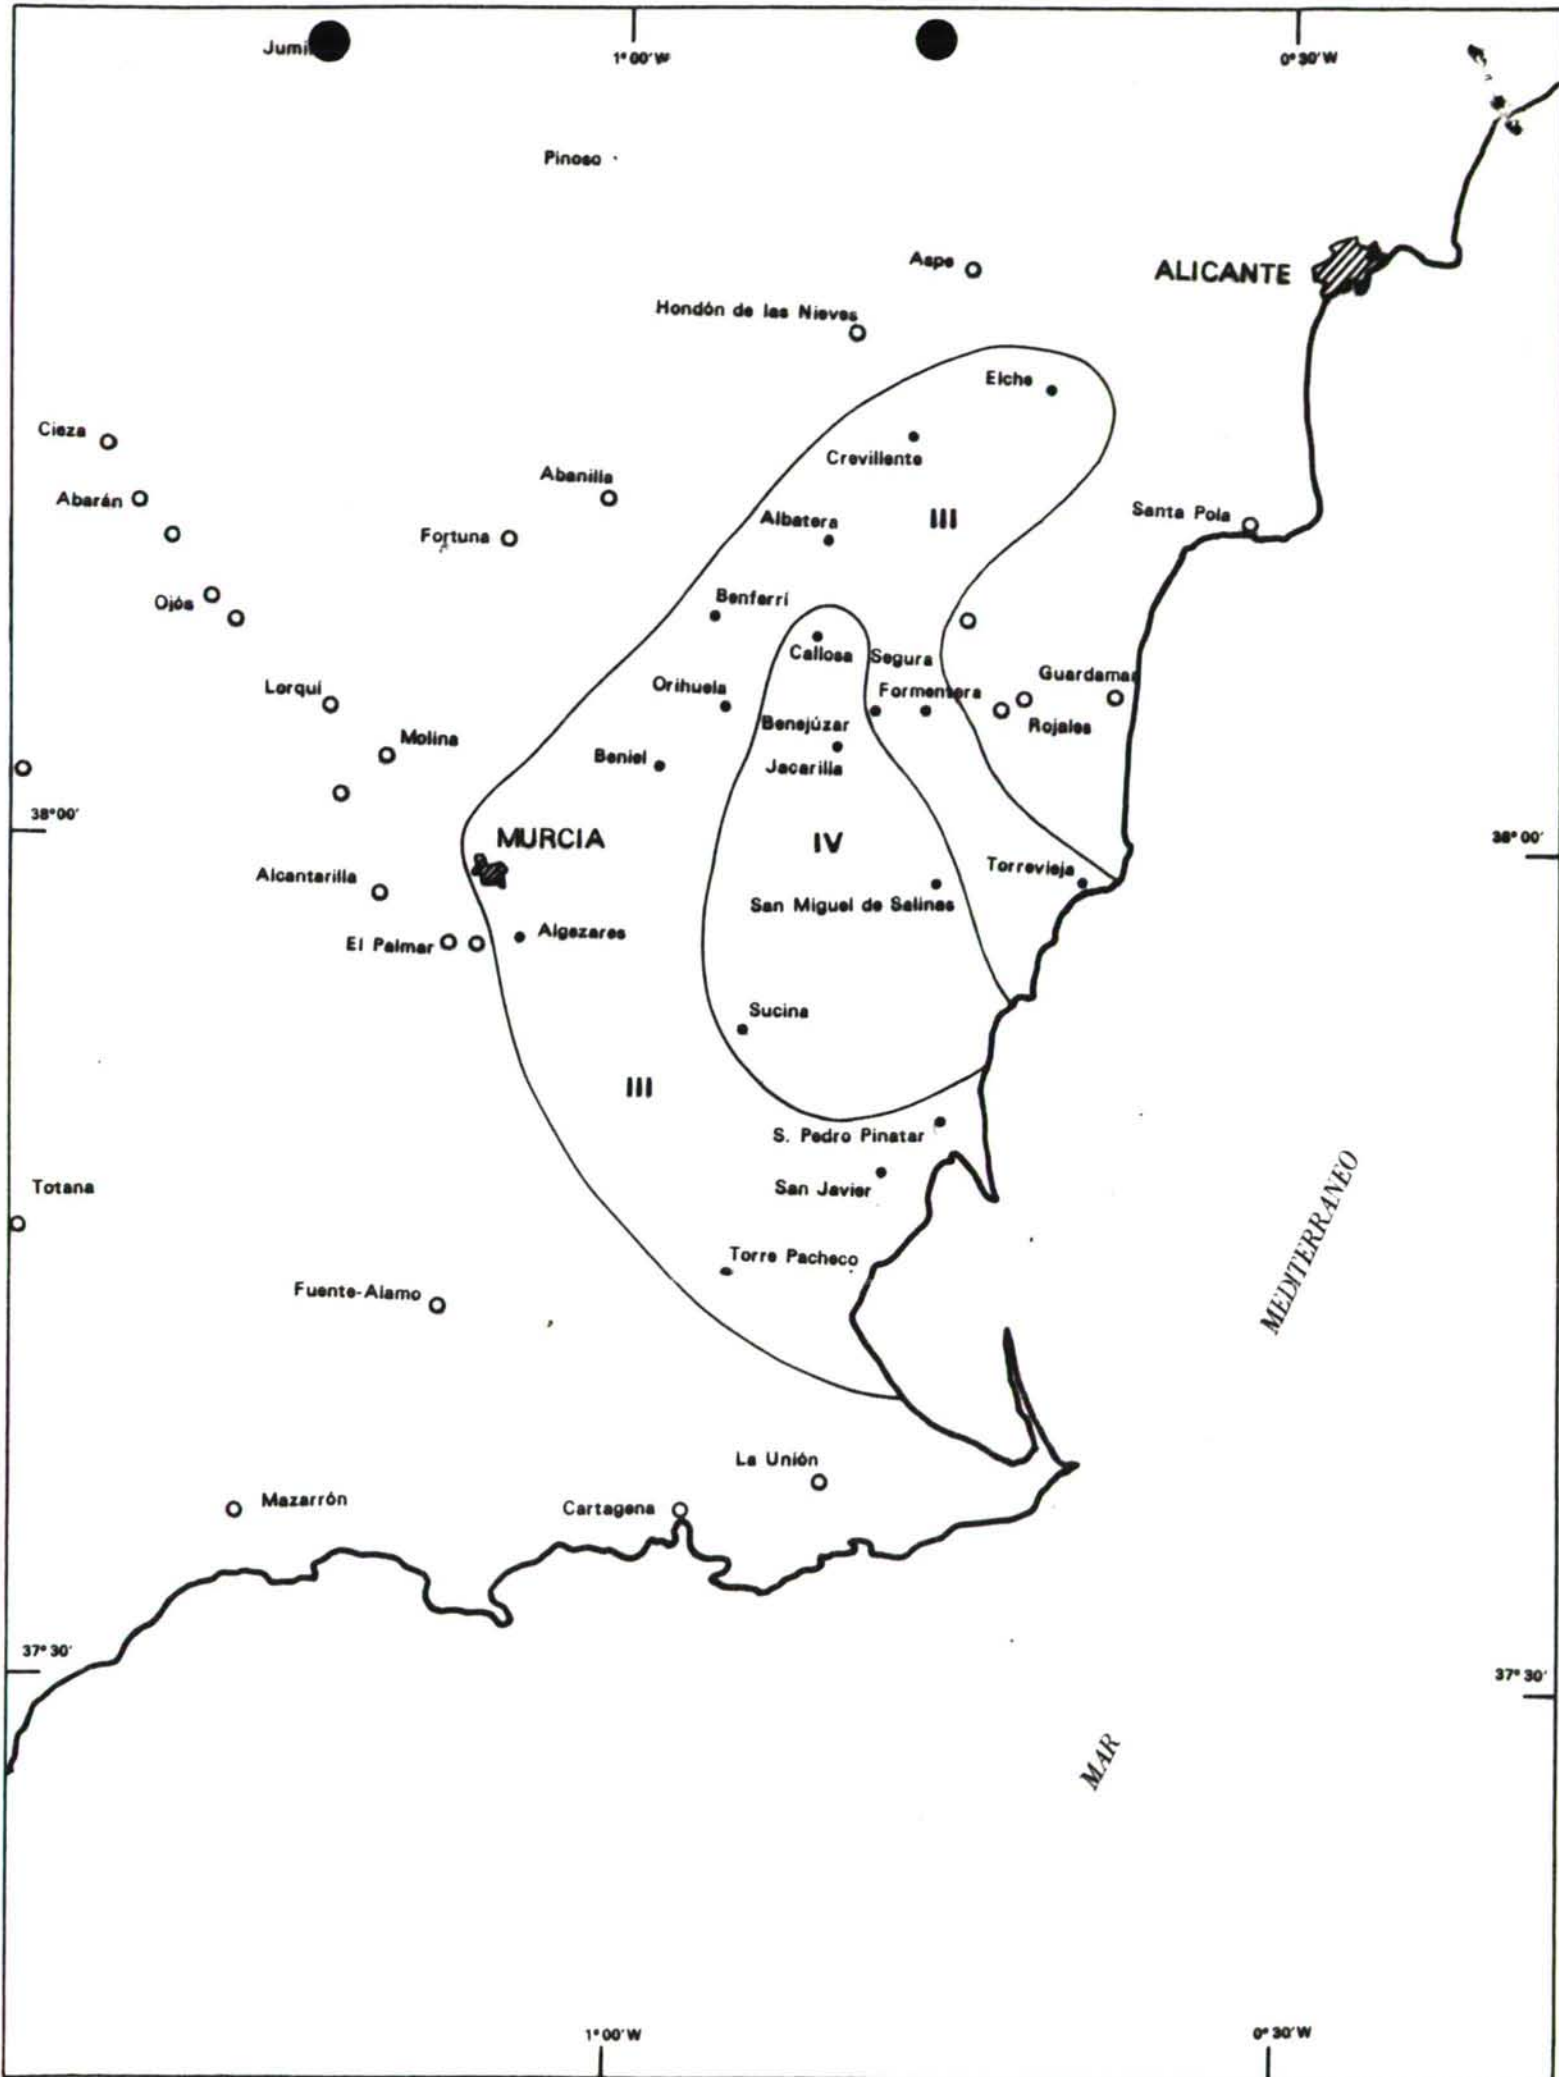 1° 00' W
0° 30' W
Pinoso
Aspe
ALICANTE
Hondón de las Nieves
Elche
Cieza
Crevillente
Abanilla
Abarán
III
Santa Pola
Albatera
Fortuna
Benferrí
Ojós
Callosa Segura
Guardamar
Lorquí
Orihuela
Formentera
Benejúzar
Rojales
Molina
Beniel
Jacarilla
38° 00'
MURCIA
IV
38° 00'
Torrevieja
Alcantarilla
San Miguel de Salinas
Algezares
El Palmar
Sucina
III
S. Pedro Pinatar
Totana
San Javier
MEDITERRANEO
Torre Pacheco
Fuente-Alamo
La Unión
Mazarrón
Cartagena
37° 30'
37° 30'
MAR
1° 00' W
0° 30' W